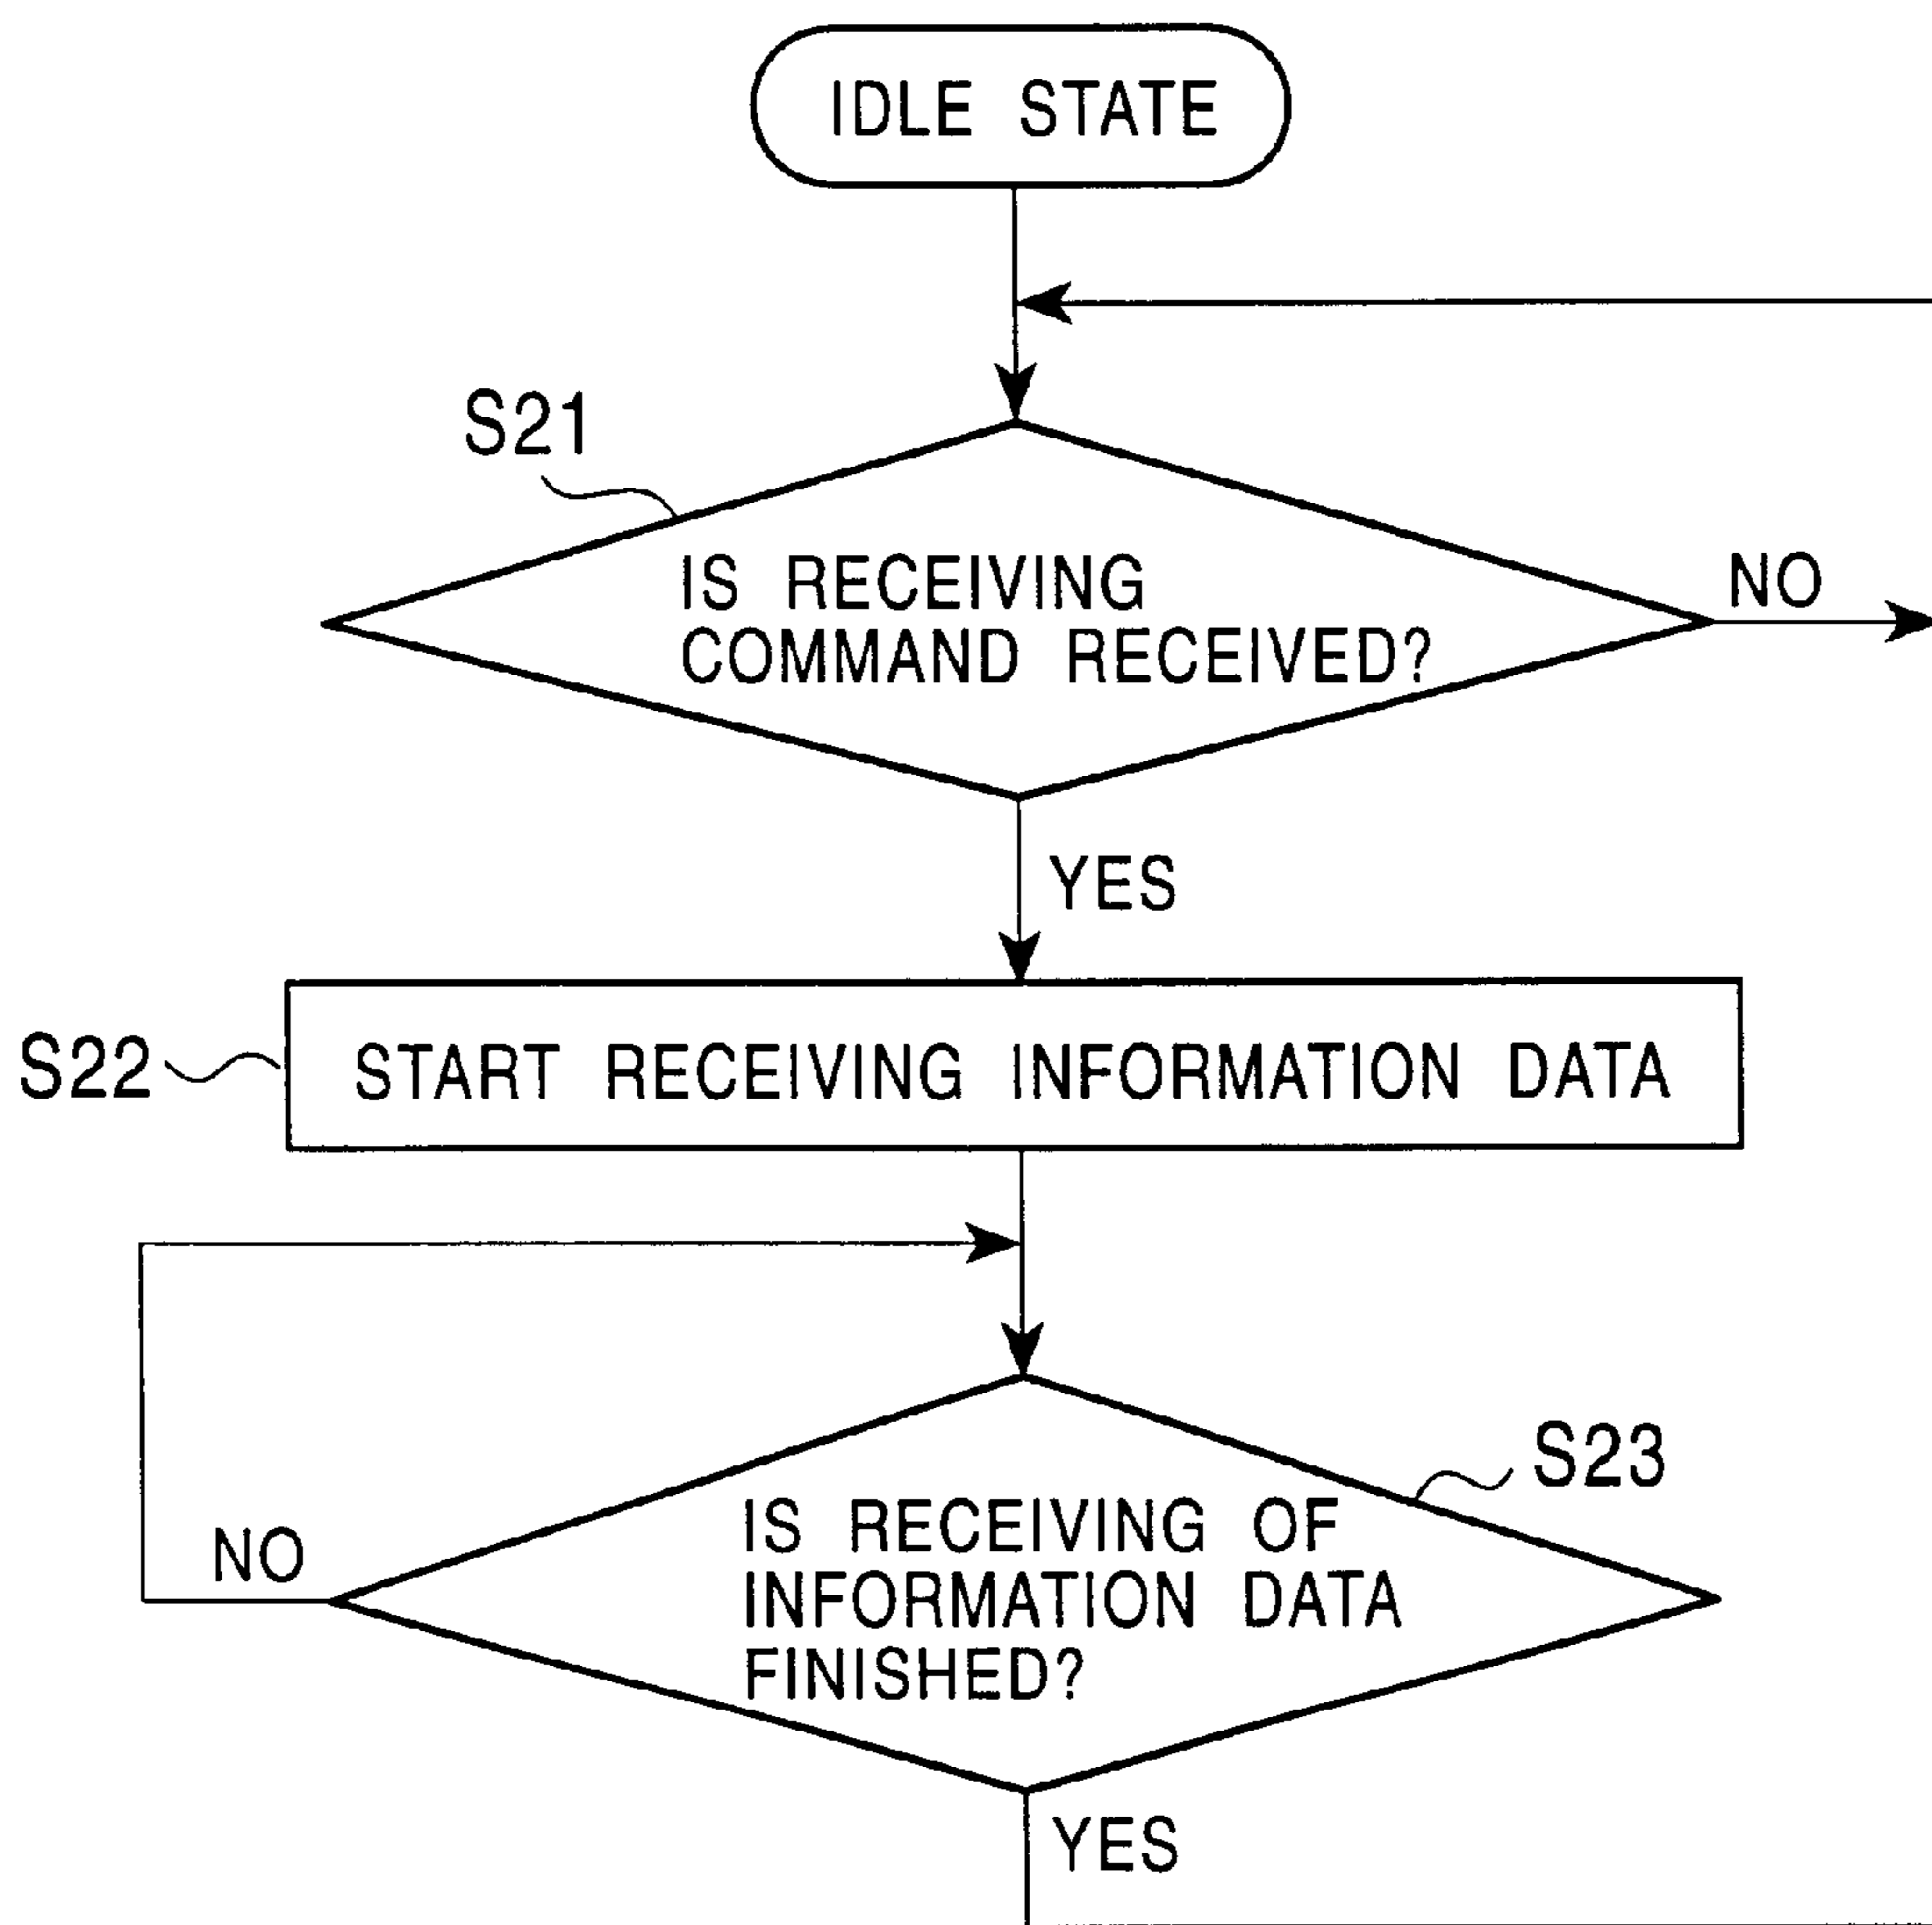 IDLE STATE
S21
IS RECEIVING
COMMAND RECEIVED?
NO
YES
S22
START RECEIVING INFORMATION DATA
S23
IS RECEIVING OF
INFORMATION DATA
FINISHED?
NO
YES